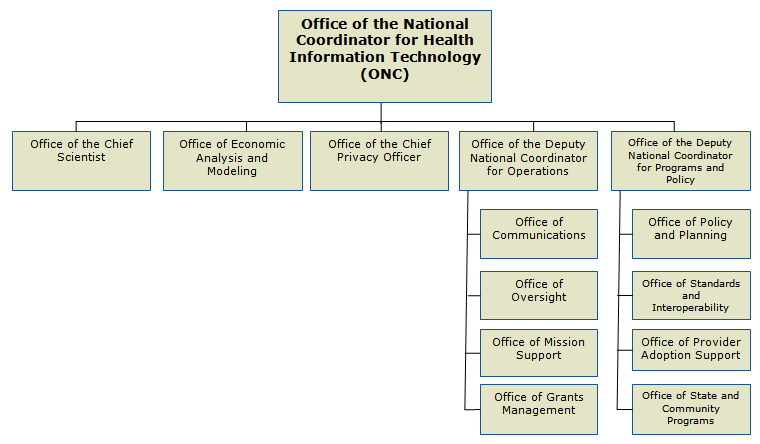 Office of the National
Coordinator for Health
Information Technology
(ONC)
Office of the Chief
Scientist
Office of Economic
Analysis and
Modeling
Office of the Chief
Privacy Officer
Office of the Deputy
National Coordinator
for Operations
Office of the Deputy
National Coordinator
for Programs and
Policy
Office of
Communications
Office of
Oversight
Office of Mission
Support
Office of Grants
Management
Office of Policy
and Planning
Office of Standards
and
Interoperability
Office of Provider
Adoption Support
Office of State and
Community
Programs